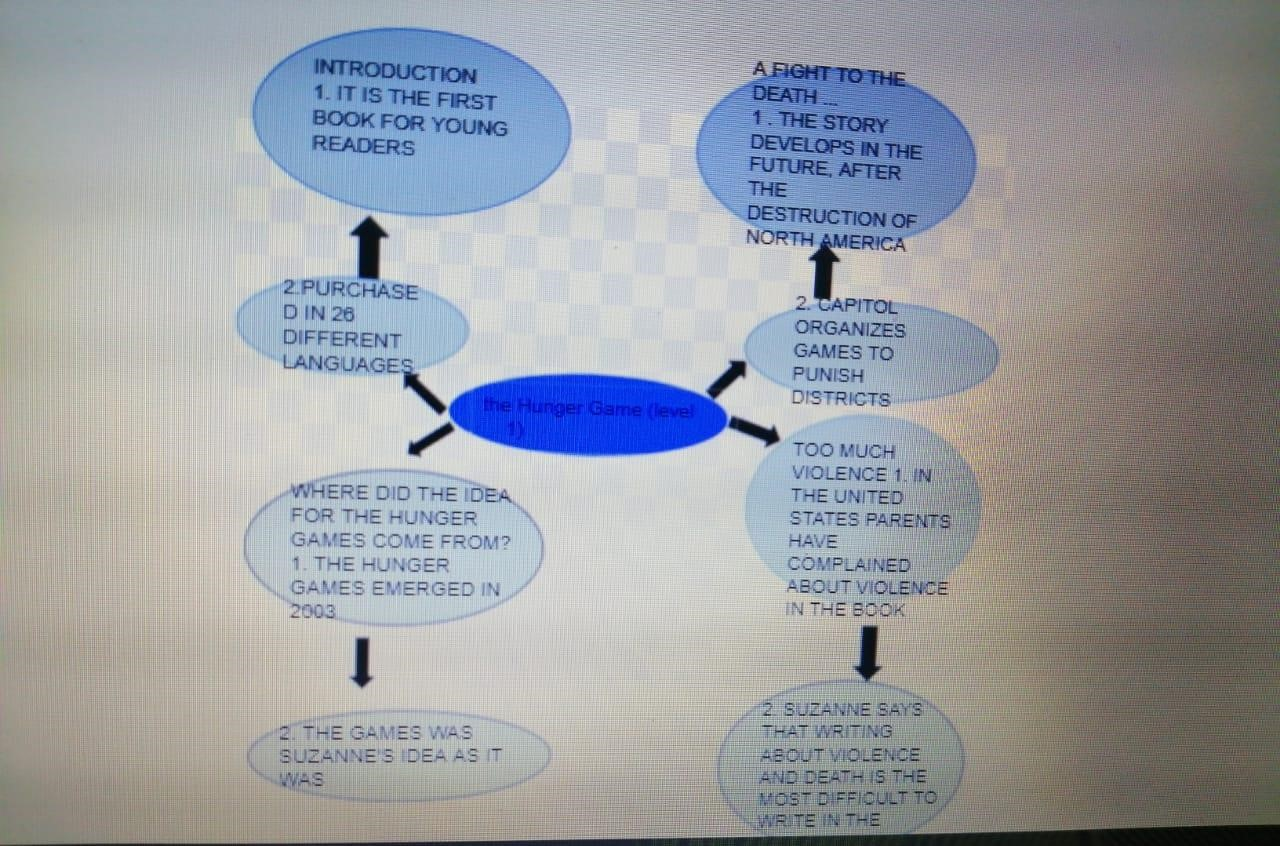 INTRODUCTION
1. IT IS THE FIRST
BOOK FOR YOUNG
READERS
2.PURCHASE
D IN 26
DIFFERENT
LANGUAGES
A FIGHT TO THE
DEATH ...
1 . THE STORY
DEVELOPS IN THE
FUTURE, AFTER
THE
DESTRUCTION OF
NORTH AMERICA
2. CAPITOL
ORGANIZES
GAMES TO
PUNISH
DISTRICTS
the Hunger Game (level
1)
WHERE DID THE IDEA
FOR THE HUNGER
GAMES COME FROM?
1. THE HUNGER
GAMES EMERGED IN
2003
2. THE GAMES WAS
SUZANNE'S IDEA AS IT
WAS
TOO MUCH
VIOLENCE 1. IN
THE UNITED
STATES PARENTS
HAVE
COMPLAINED
ABOUT VIOLENCE
IN THE BOOK
2. SUZANNE SAYS
THAT WRITING
ABOUT VIOLENCE
AND DEATH IS THE
MOST DIFFICULT TO
WRITE IN THE